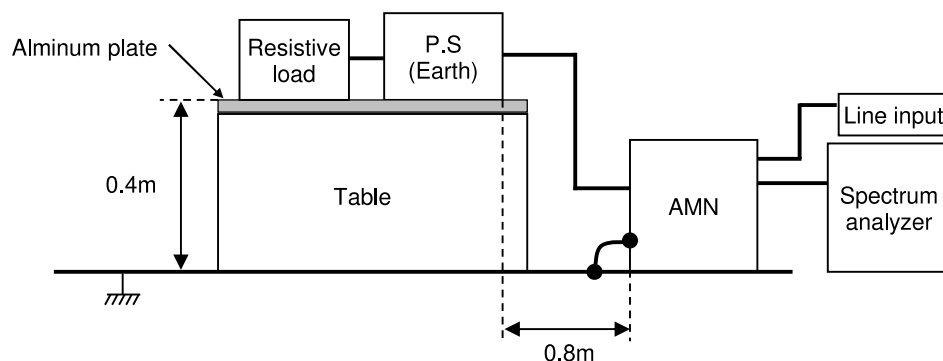 Alminum plate
Resistive
load
P.S
(Earth)
Line input
0.4m
Table
AMN
Spectrum
analyzer
0.8m